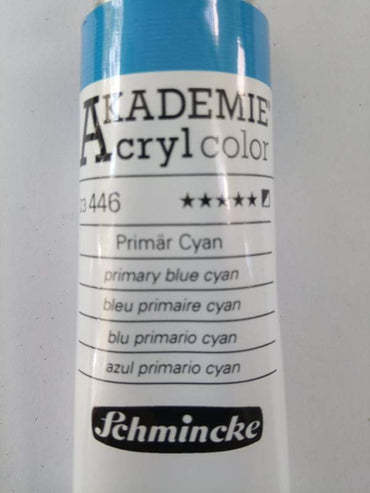 AKADEMIE®
Acryl color
23 446 ★★★★★
Primär Cyan
primary blue cyan
bleu primaire cyan
blu primario cyan
azul primario cyan
Schmincke